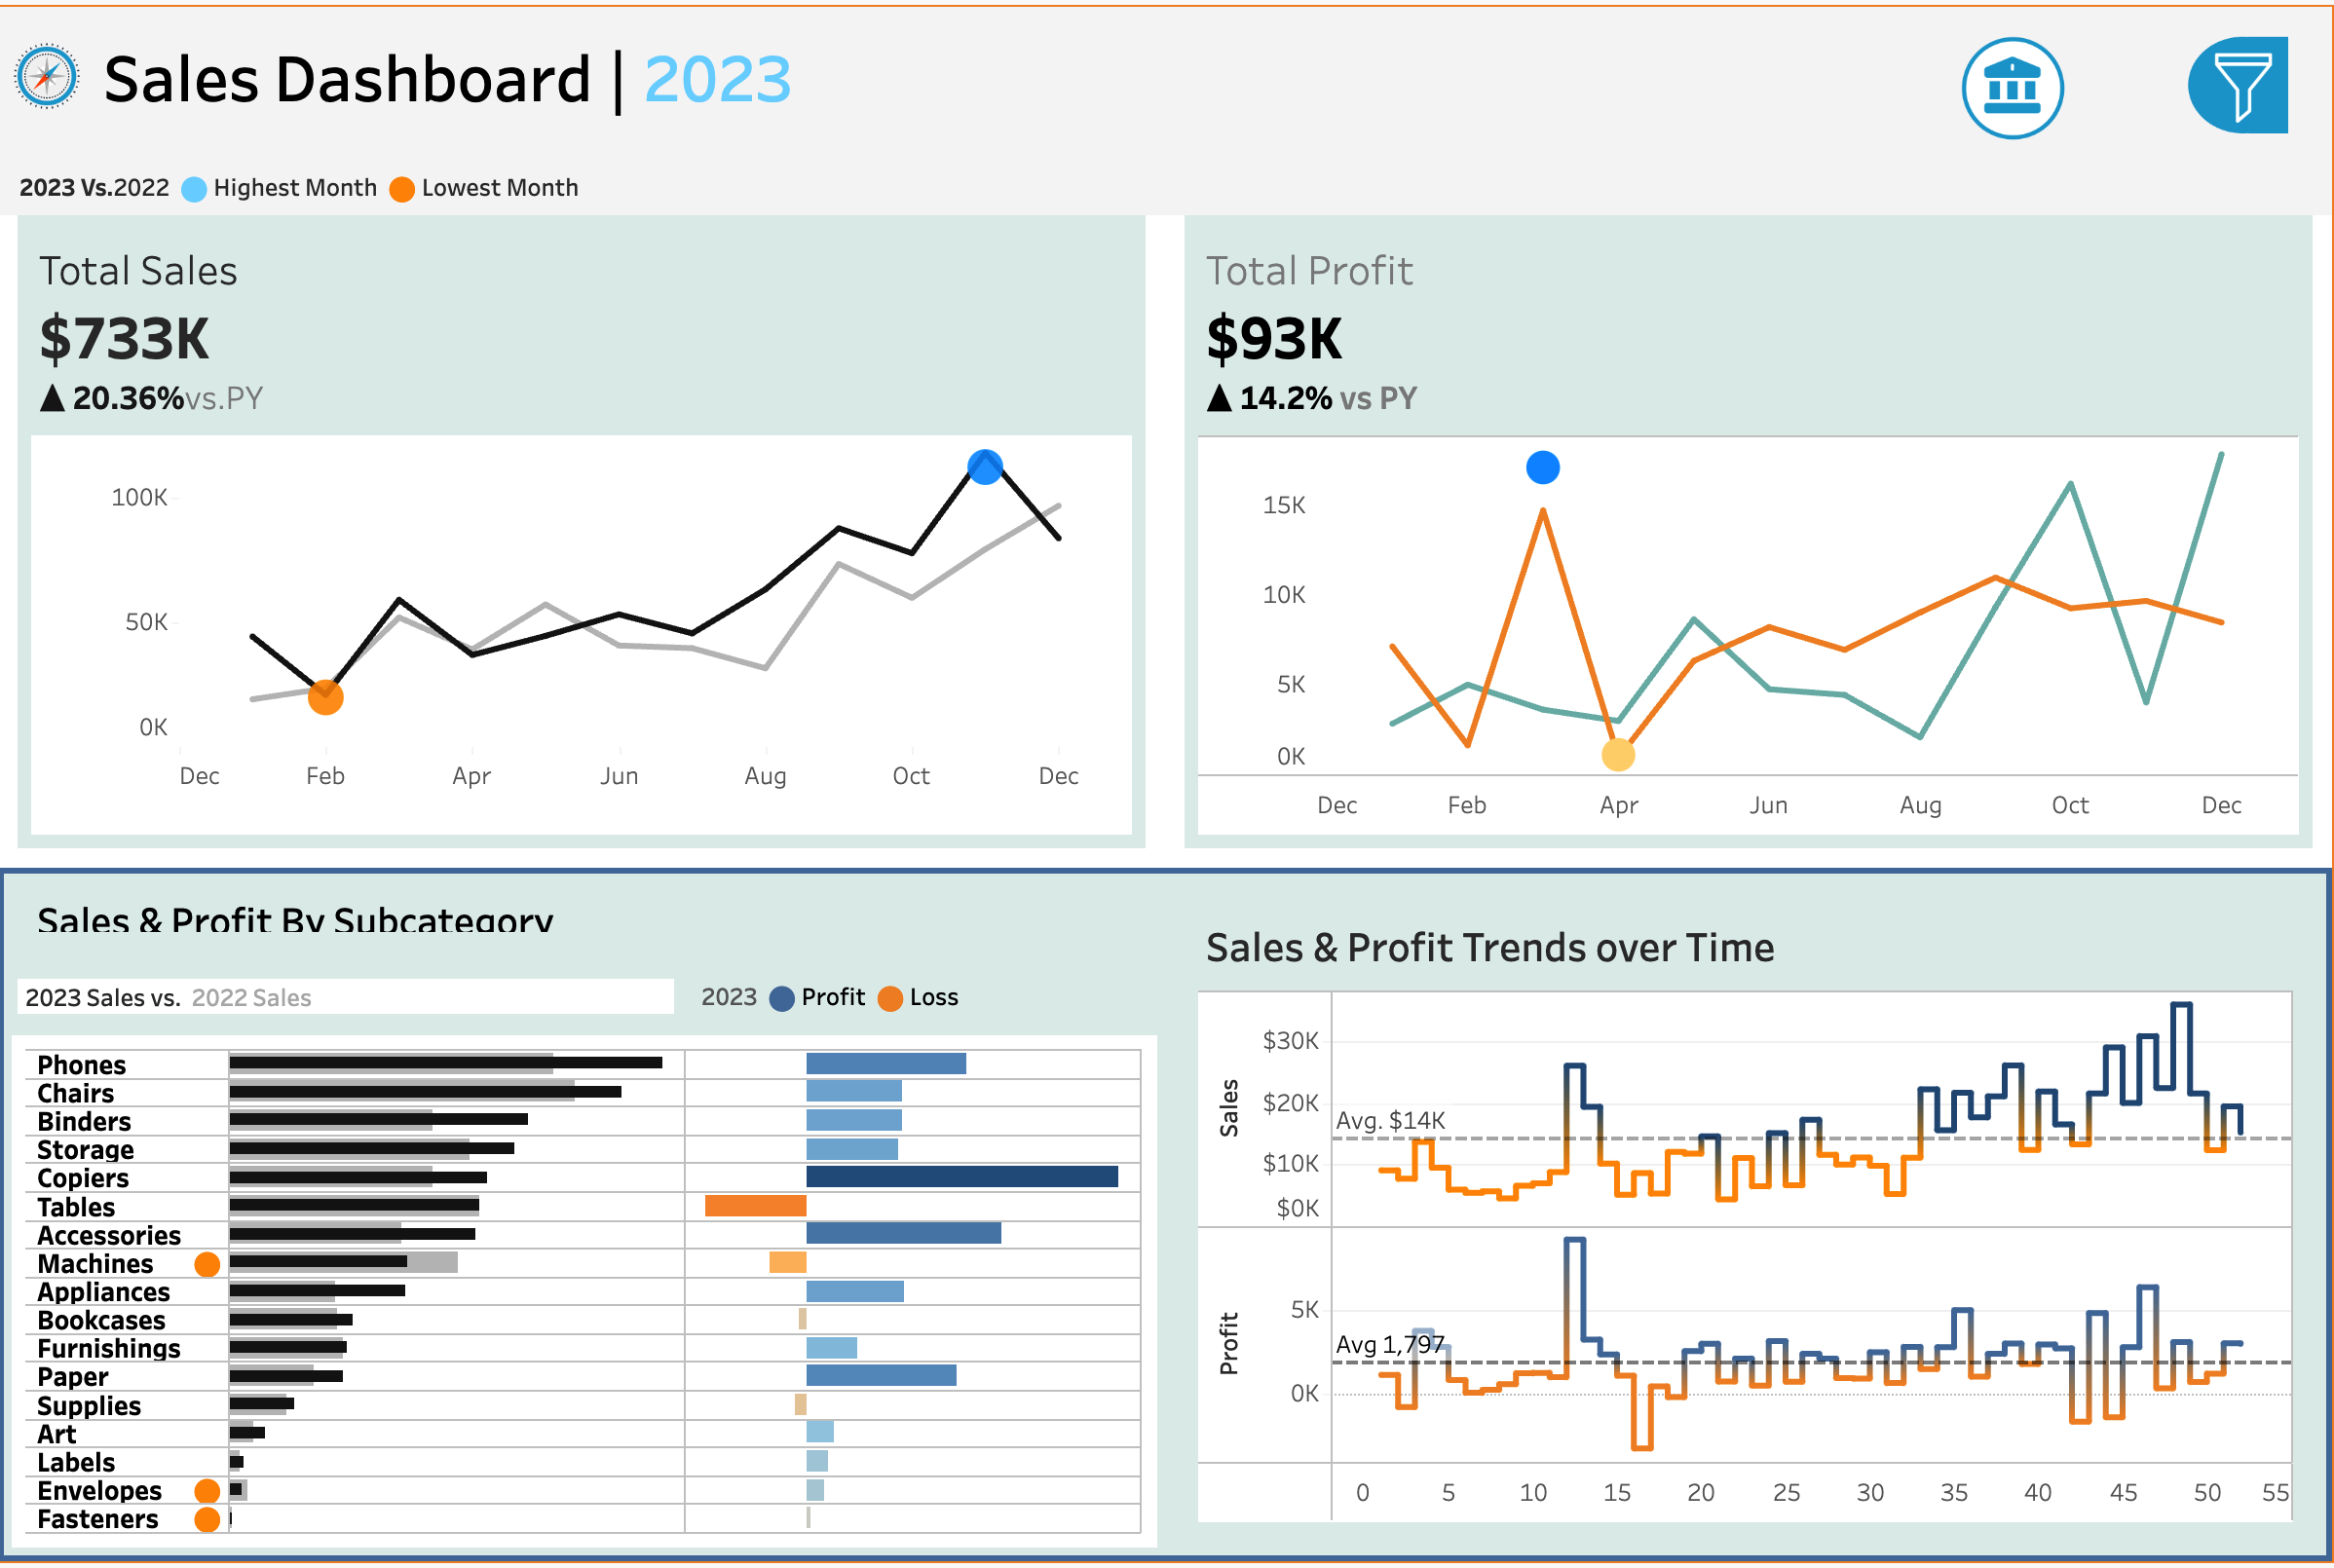 Sales Dashboard | 2023
2023 Vs.2022 Highest Month Lowest Month
Total Sales
$733K
▲ 20.36%vs.PY
100K
50K
0K
Dec Feb Apr Jun Aug Oct Dec
Total Profit
$93K
▲ 14.2% vs PY
15K
10K
5K
0K
Dec Feb Apr Jun Aug Oct Dec
Sales & Profit By Subcategory
2023 Sales vs. 2022 Sales
2023 Profit Loss
Phones
Chairs
Binders
Storage
Copiers
Tables
Accessories
Machines
Appliances
Bookcases
Furnishings
Paper
Supplies
Art
Labels
Envelopes
Fasteners
Sales & Profit Trends over Time
Sales
$30K
$20K
Avg. $14K
$10K
$0K
Profit
5K
Avg 1,797
0K
0 5 10 15 20 25 30 35 40 45 50 55